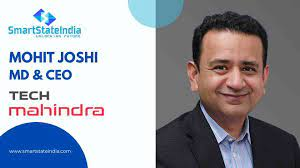 SmartStateIndia
MOHIT JOSHI
MD & CEO
TECH
mahindra
www.smartstateindia.com